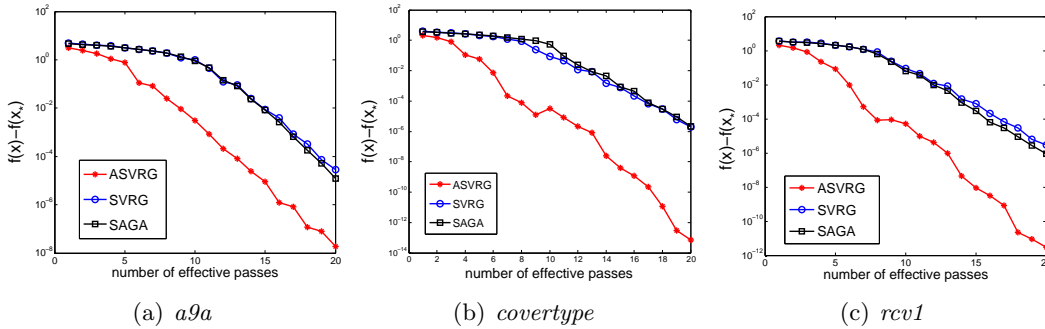 10^2
10^0
10^-2
10^-4
10^-6
10^-8
f(x)−f(x_*)
ASVRG
SVRG
SAGA
0 5 10 15 20
number of effective passes
(a) a9a
10^2
10^0
10^-2
10^-4
10^-6
10^-8
10^-10
10^-12
10^-14
f(x)−f(x_*)
ASVRG
SVRG
SAGA
0 2 4 6 8 10 12 14 16 18 20
number of effective passes
(b) covertype
10^2
10^0
10^-2
10^-4
10^-6
10^-8
10^-10
10^-12
f(x)−f(x_*)
ASVRG
SVRG
SAGA
0 5 10 15 20
number of effective passes
(c) rcv1